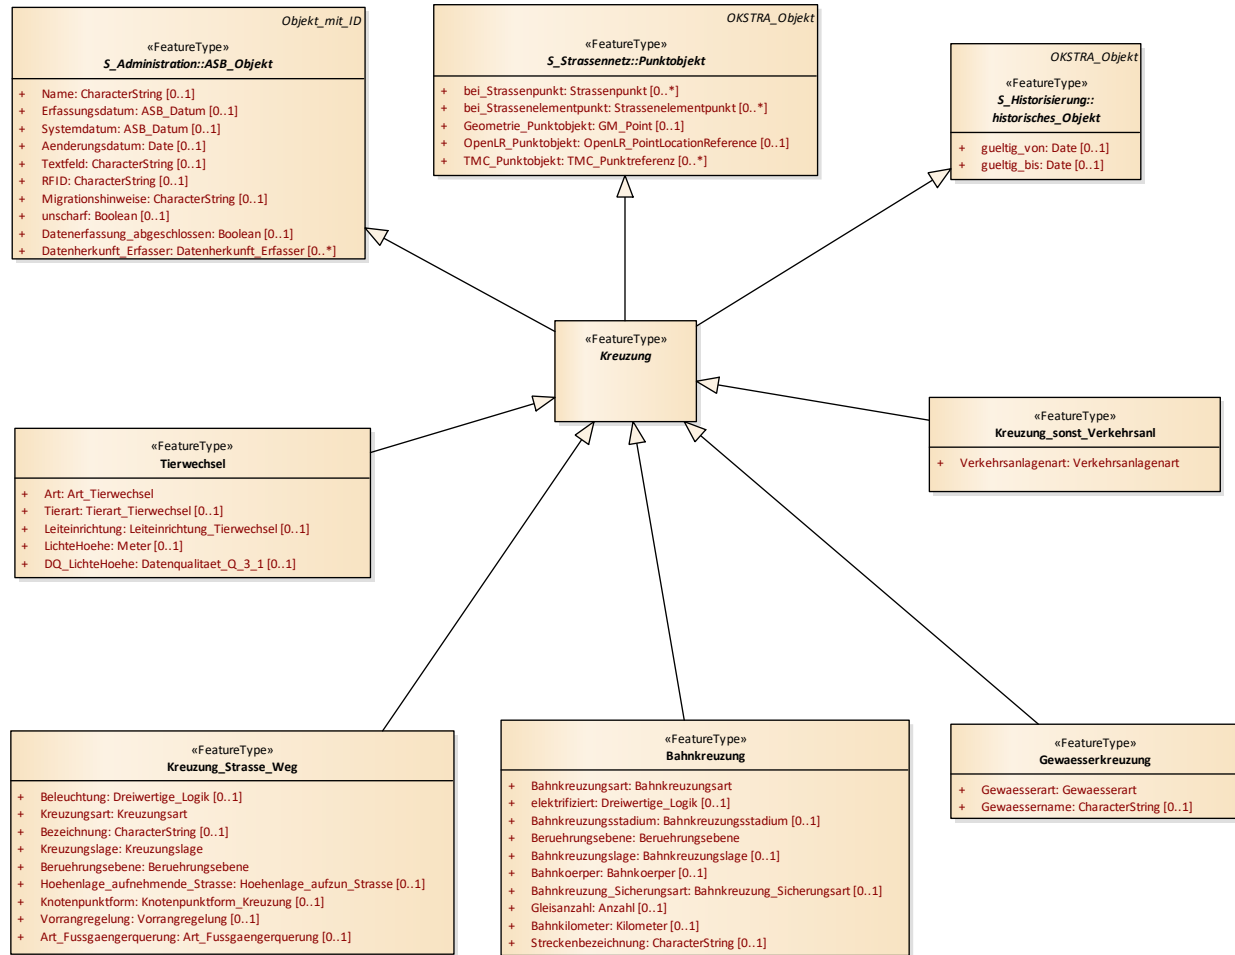 Objekt_mit_ID
«FeatureType»
S_Administration::ASB_Objekt
+ Name: CharacterString [0..1]
+ Erfassungsdatum: ASB_Datum [0..1]
+ Systemdatum: ASB_Datum [0..1]
+ Aenderungsdatum: Date [0..1]
+ Textfeld: CharacterString [0..1]
+ RFID: CharacterString [0..1]
+ Migrationshinweise: CharacterString [0..1]
+ unscharf: Boolean [0..1]
+ Datenerfassung_abgeschlossen: Boolean [0..1]
+ Datenherkunft_Erfasser: Datenherkunft_Erfasser [0..*]
OKSTRA_Objekt
«FeatureType»
S_Strassennetz::Punktobjekt
+ bei_Strassenpunkt: Strassenpunkt [0..*]
+ bei_Strassenelementpunkt: Strassenelementpunkt [0..*]
+ Geometrie_Punktobjekt: GM_Point [0..1]
+ OpenLR_Punktobjekt: OpenLR_PointLocationReference [0..1]
+ TMC_Punktobjekt: TMC_Punktreferenz [0..*]
OKSTRA_Objekt
«FeatureType»
S_Historisierung::
historisches_Objekt
+ gueltig_von: Date [0..1]
+ gueltig_bis: Date [0..1]
«FeatureType»
Kreuzung
«FeatureType»
Tierwechsel
+ Art: Art_Tierwechsel
+ Tierart: Tierart_Tierwechsel [0..1]
+ Leiteinrichtung: Leiteinrichtung_Tierwechsel [0..1]
+ LichteHoehe: Meter [0..1]
+ DQ_LichteHoehe: Datenqualitaet_Q_3_1 [0..1]
«FeatureType»
Kreuzung_sonst_Verkehrsanl
+ Verkehrsanlagenart: Verkehrsanlagenart
«FeatureType»
Kreuzung_Strasse_Weg
+ Beleuchtung: Dreiwertige_Logik [0..1]
+ Kreuzungsart: Kreuzungsart
+ Bezeichnung: CharacterString [0..1]
+ Kreuzungslage: Kreuzungslage
+ Beruehrungsebene: Beruehrungsebene
+ Hoehenlage_aufnehmende_Strasse: Hoehenlage_aufzun_Strasse [0..1]
+ Knotenpunktform: Knotenpunktform_Kreuzung [0..1]
+ Vorrangregelung: Vorrangregelung [0..1]
+ Art_Fussgaengerquerung: Art_Fussgaengerquerung [0..1]
«FeatureType»
Bahnkreuzung
+ Bahnkreuzungsart: Bahnkreuzungsart
+ elektrifiziert: Dreiwertige_Logik [0..1]
+ Bahnkreuzungsstadium: Bahnkreuzungsstadium [0..1]
+ Beruehrungsebene: Beruehrungsebene
+ Bahnkreuzungslage: Bahnkreuzungslage [0..1]
+ Bahnkoerper: Bahnkoerper [0..1]
+ Bahnkreuzung_Sicherungsart: Bahnkreuzung_Sicherungsart [0..1]
+ Gleisanzahl: Anzahl [0..1]
+ Bahnkilometer: Kilometer [0..1]
+ Streckenbezeichnung: CharacterString [0..1]
«FeatureType»
Gewaesserkreuzung
+ Gewaesserart: Gewaesserart
+ Gewaessername: CharacterString [0..1]